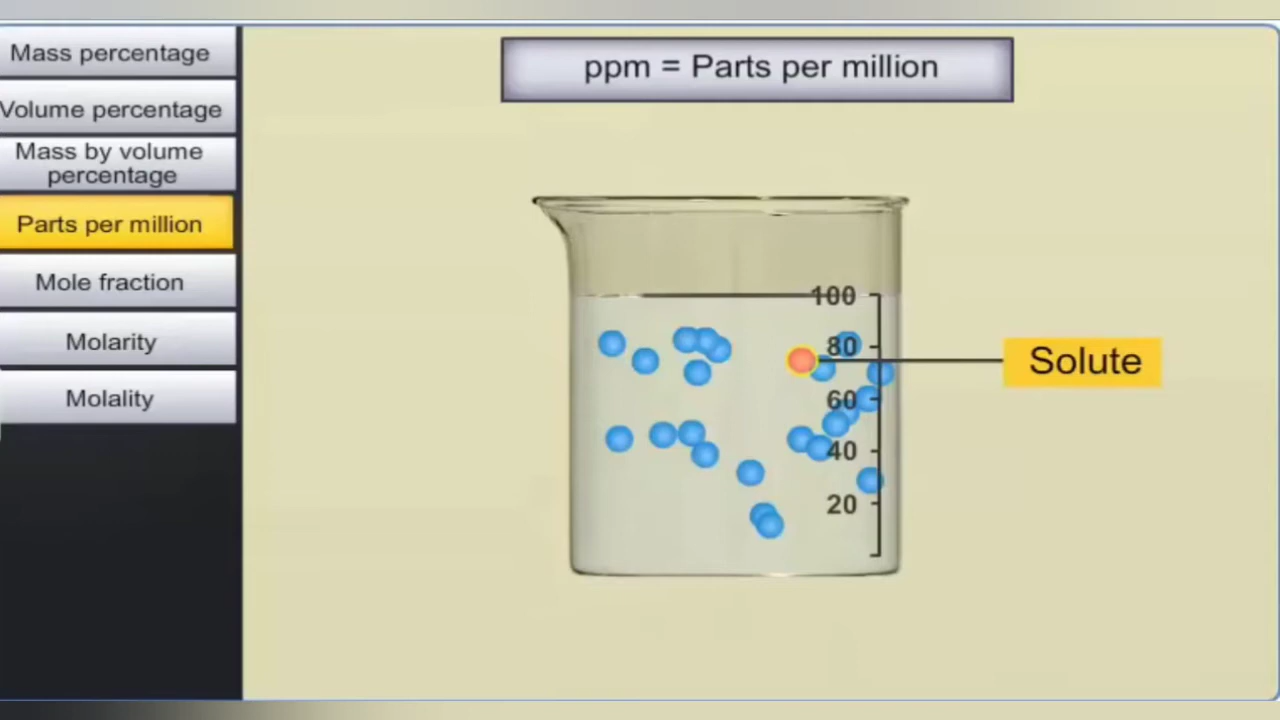 Mass percentage
Volume percentage
Mass by volume
percentage
Parts per million
Mole fraction
Molarity
Molality
ppm = Parts per million
100
80
60
40
20
Solute